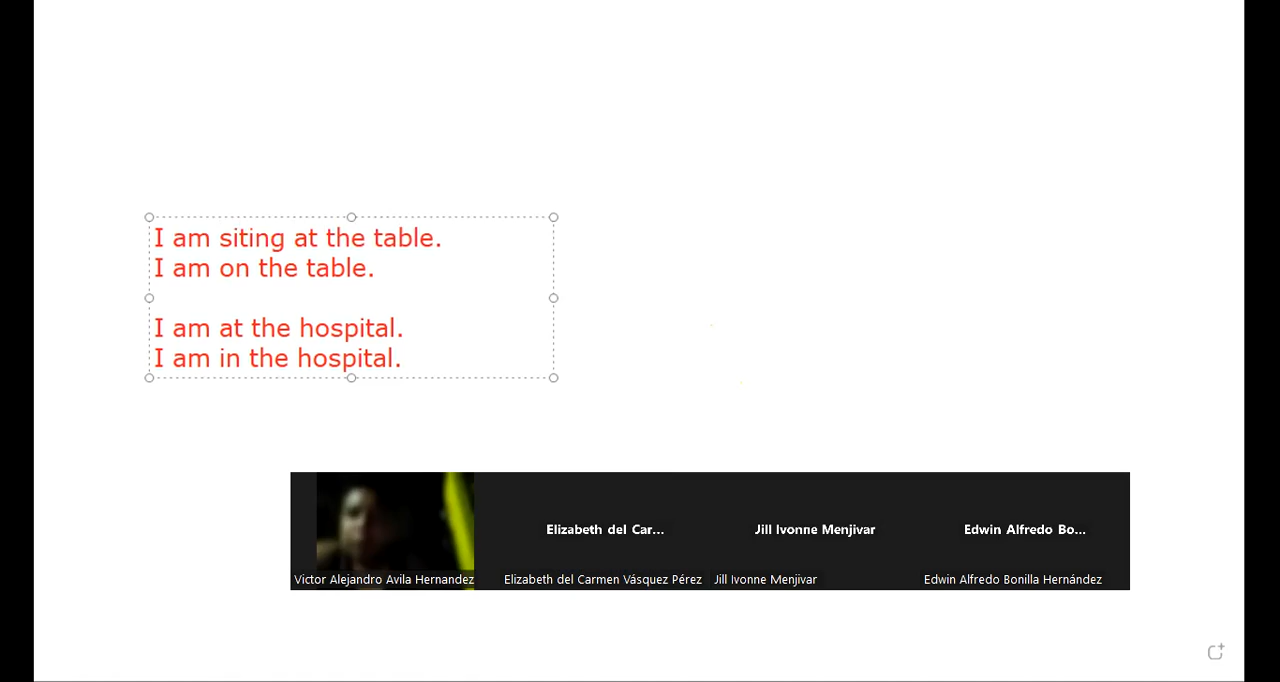 I am siting at the table.
I am on the table.
I am at the hospital.
I am in the hospital.
Elizabeth del Car...
Jill Ivonne Menjivar
Edwin Alfredo Bo...
Victor Alejandro Avila Hernandez
Elizabeth del Carmen Vásquez Pérez
Jill Ivonne Menjivar
Edwin Alfredo Bonilla Hernández